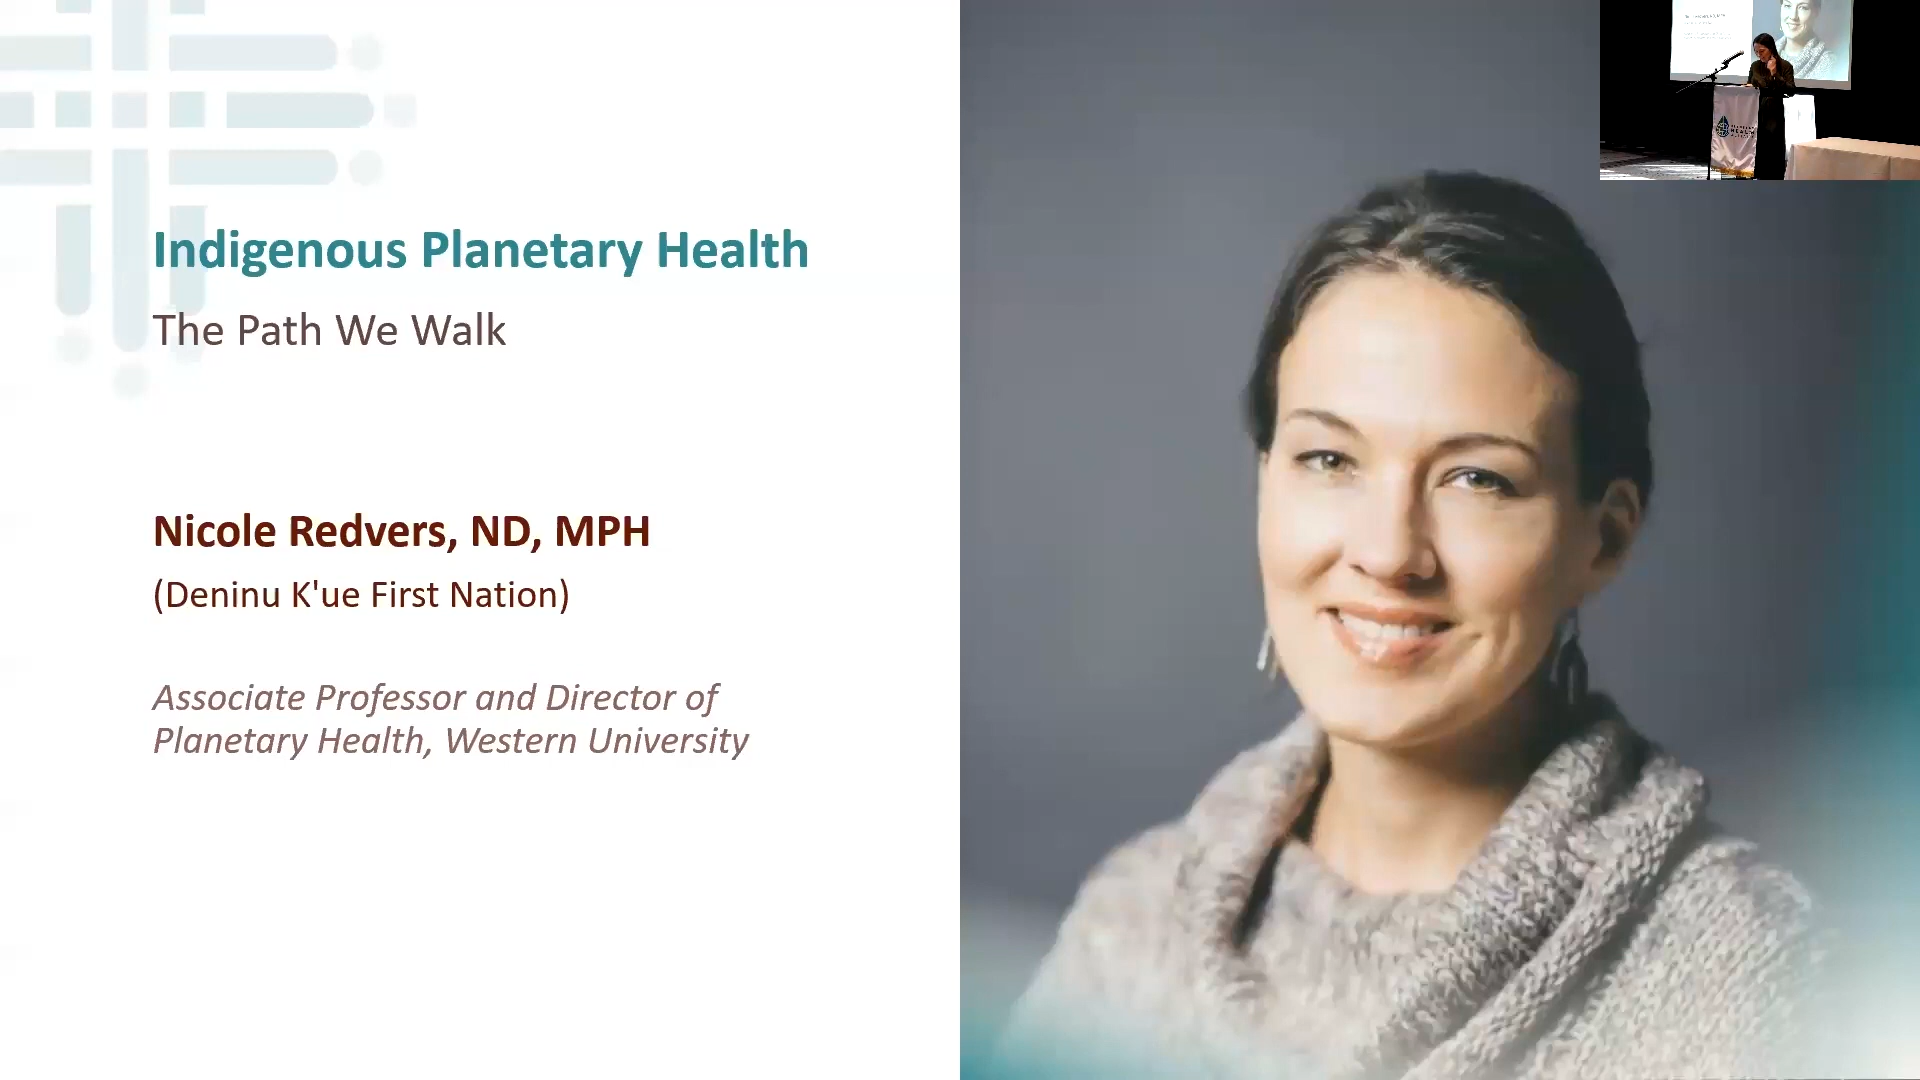 Indigenous Planetary Health
The Path We Walk
Nicole Redvers, ND, MPH
(Deninu K'ue First Nation)
Associate Professor and Director of
Planetary Health, Western University
HEALTH